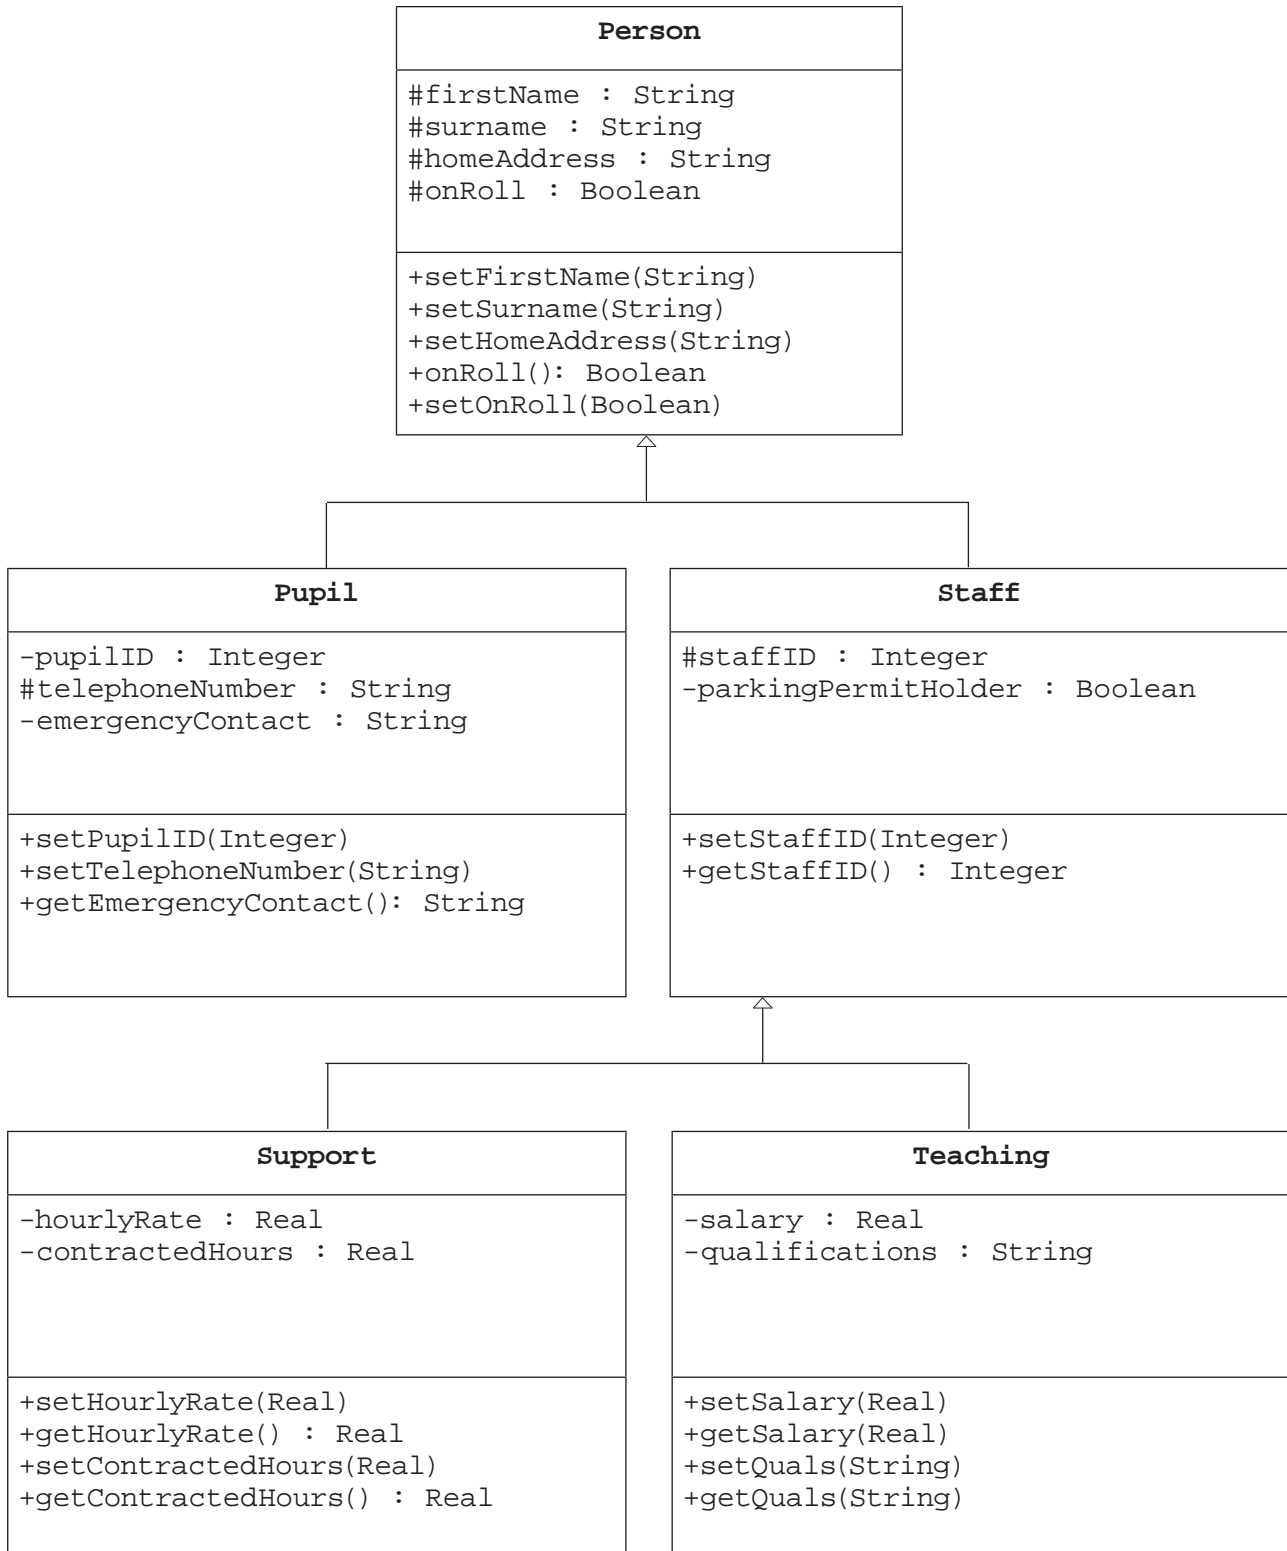 Person
#firstName : String
#surname : String
#homeAddress : String
#onRoll : Boolean
+setFirstName(String)
+setSurname(String)
+setHomeAddress(String)
+onRoll(): Boolean
+setOnRoll(Boolean)
Pupil
-pupilID : Integer
#telephoneNumber : String
-emergencyContact : String
+setPupilID(Integer)
+setTelephoneNumber(String)
+getEmergencyContact(): String
Staff
#staffID : Integer
-parkingPermitHolder : Boolean
+setStaffID(Integer)
+getStaffID() : Integer
Support
-hourlyRate : Real
-contractedHours : Real
+setHourlyRate(Real)
+getHourlyRate() : Real
+setContractedHours(Real)
+getContractedHours() : Real
Teaching
-salary : Real
-qualifications : String
+setSalary(Real)
+getSalary(Real)
+setQuals(String)
+getQuals(String)